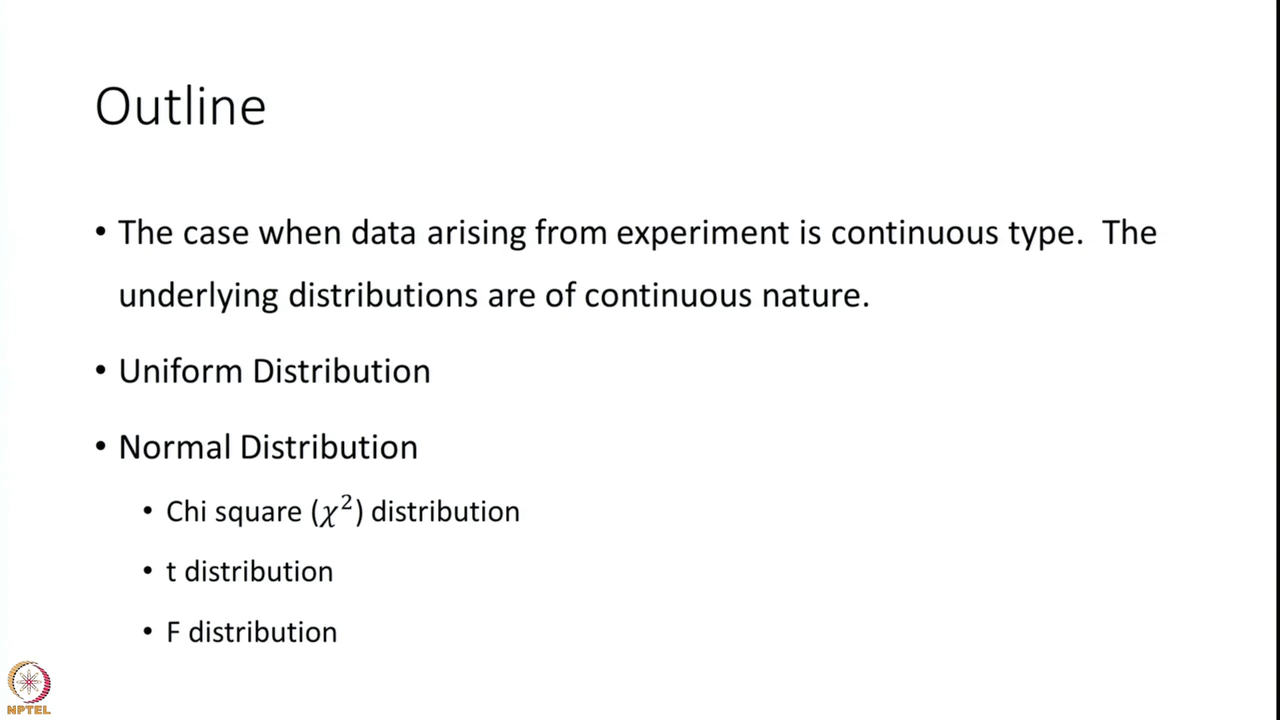 Outline
• The case when data arising from experiment is continuous type.  The
underlying distributions are of continuous nature.
• Uniform Distribution
• Normal Distribution
• Chi square (χ²) distribution
• t distribution
• F distribution
NPTEL